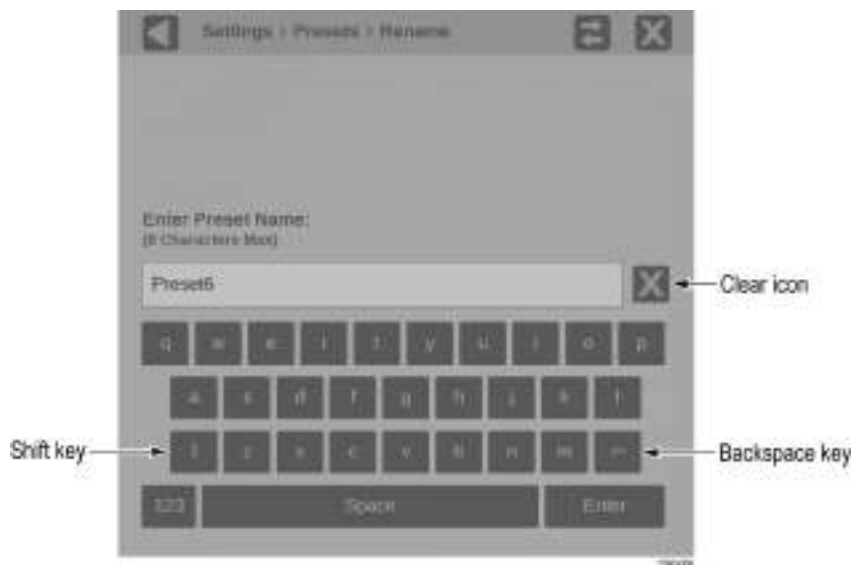 Settings > Presets > Rename
Enter Preset Name:
(8 Characters Max)
Preset6
Clear icon
q w e r t y u i o p
a s d f g h j k l
Shift key
z x c v b n m
Backspace key
123 Space Enter